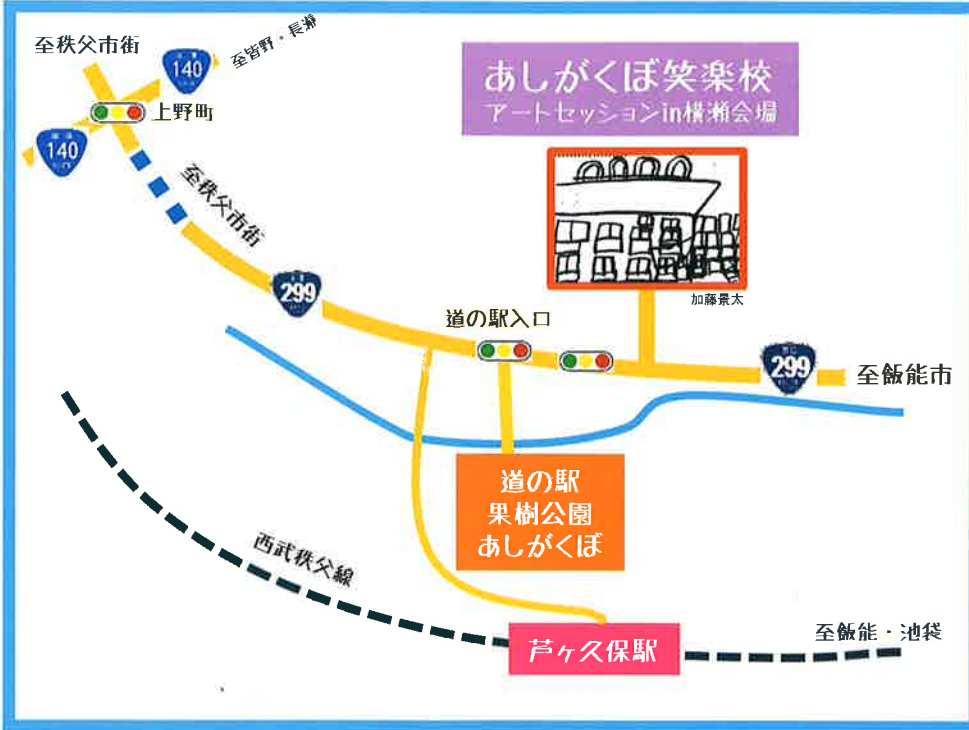 至秩父市街
140
至皆野・長瀞
上野町
140
至秩父市街
299
あしがくぼ笑楽校
アートセッションin横瀬会場
加藤景太
道の駅入口
299
至飯能市
道の駅
果樹公園
あしがくぼ
西武秩父線
芦ヶ久保駅
至飯能・池袋